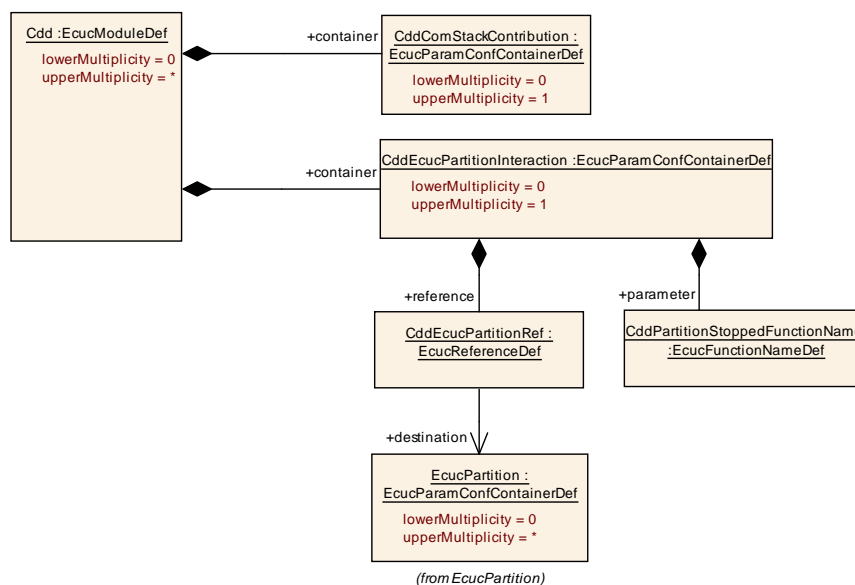 Cdd :EcucModuleDef
lowerMultiplicity = 0
upperMultiplicity = *
+container
CddComStackContribution :
EcucParamConfContainerDef
lowerMultiplicity = 0
upperMultiplicity = 1
+container
CddEcucPartitionInteraction :EcucParamConfContainerDef
lowerMultiplicity = 0
upperMultiplicity = 1
+reference
+parameter
CddEcucPartitionRef :
EcucReferenceDef
CddPartitionStoppedFunctionName
:EcucFunctionNameDef
+destination
EcucPartition :
EcucParamConfContainerDef
lowerMultiplicity = 0
upperMultiplicity = *
(from EcucPartition)